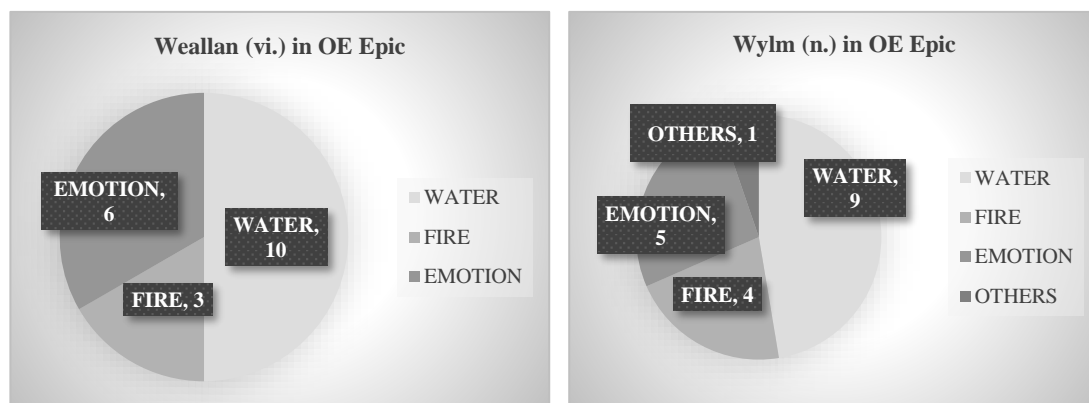 Weallan (vi.) in OE Epic
EMOTION,
6
WATER,
10
FIRE, 3
WATER
FIRE
EMOTION
Wylm (n.) in OE Epic
OTHERS, 1
WATER,
9
EMOTION,
5
FIRE, 4
WATER
FIRE
EMOTION
OTHERS